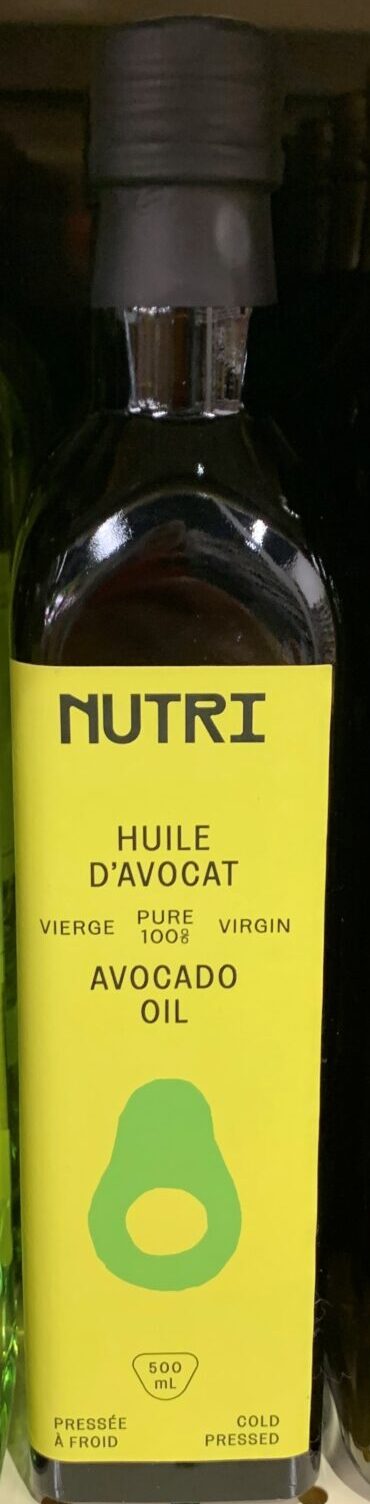 NUTRI
HUILE
D'AVOCAT
VIERGE PURE 100% VIRGIN
AVOCADO
OIL
500
mL
PRESSÉE
À FROID
COLD
PRESSED